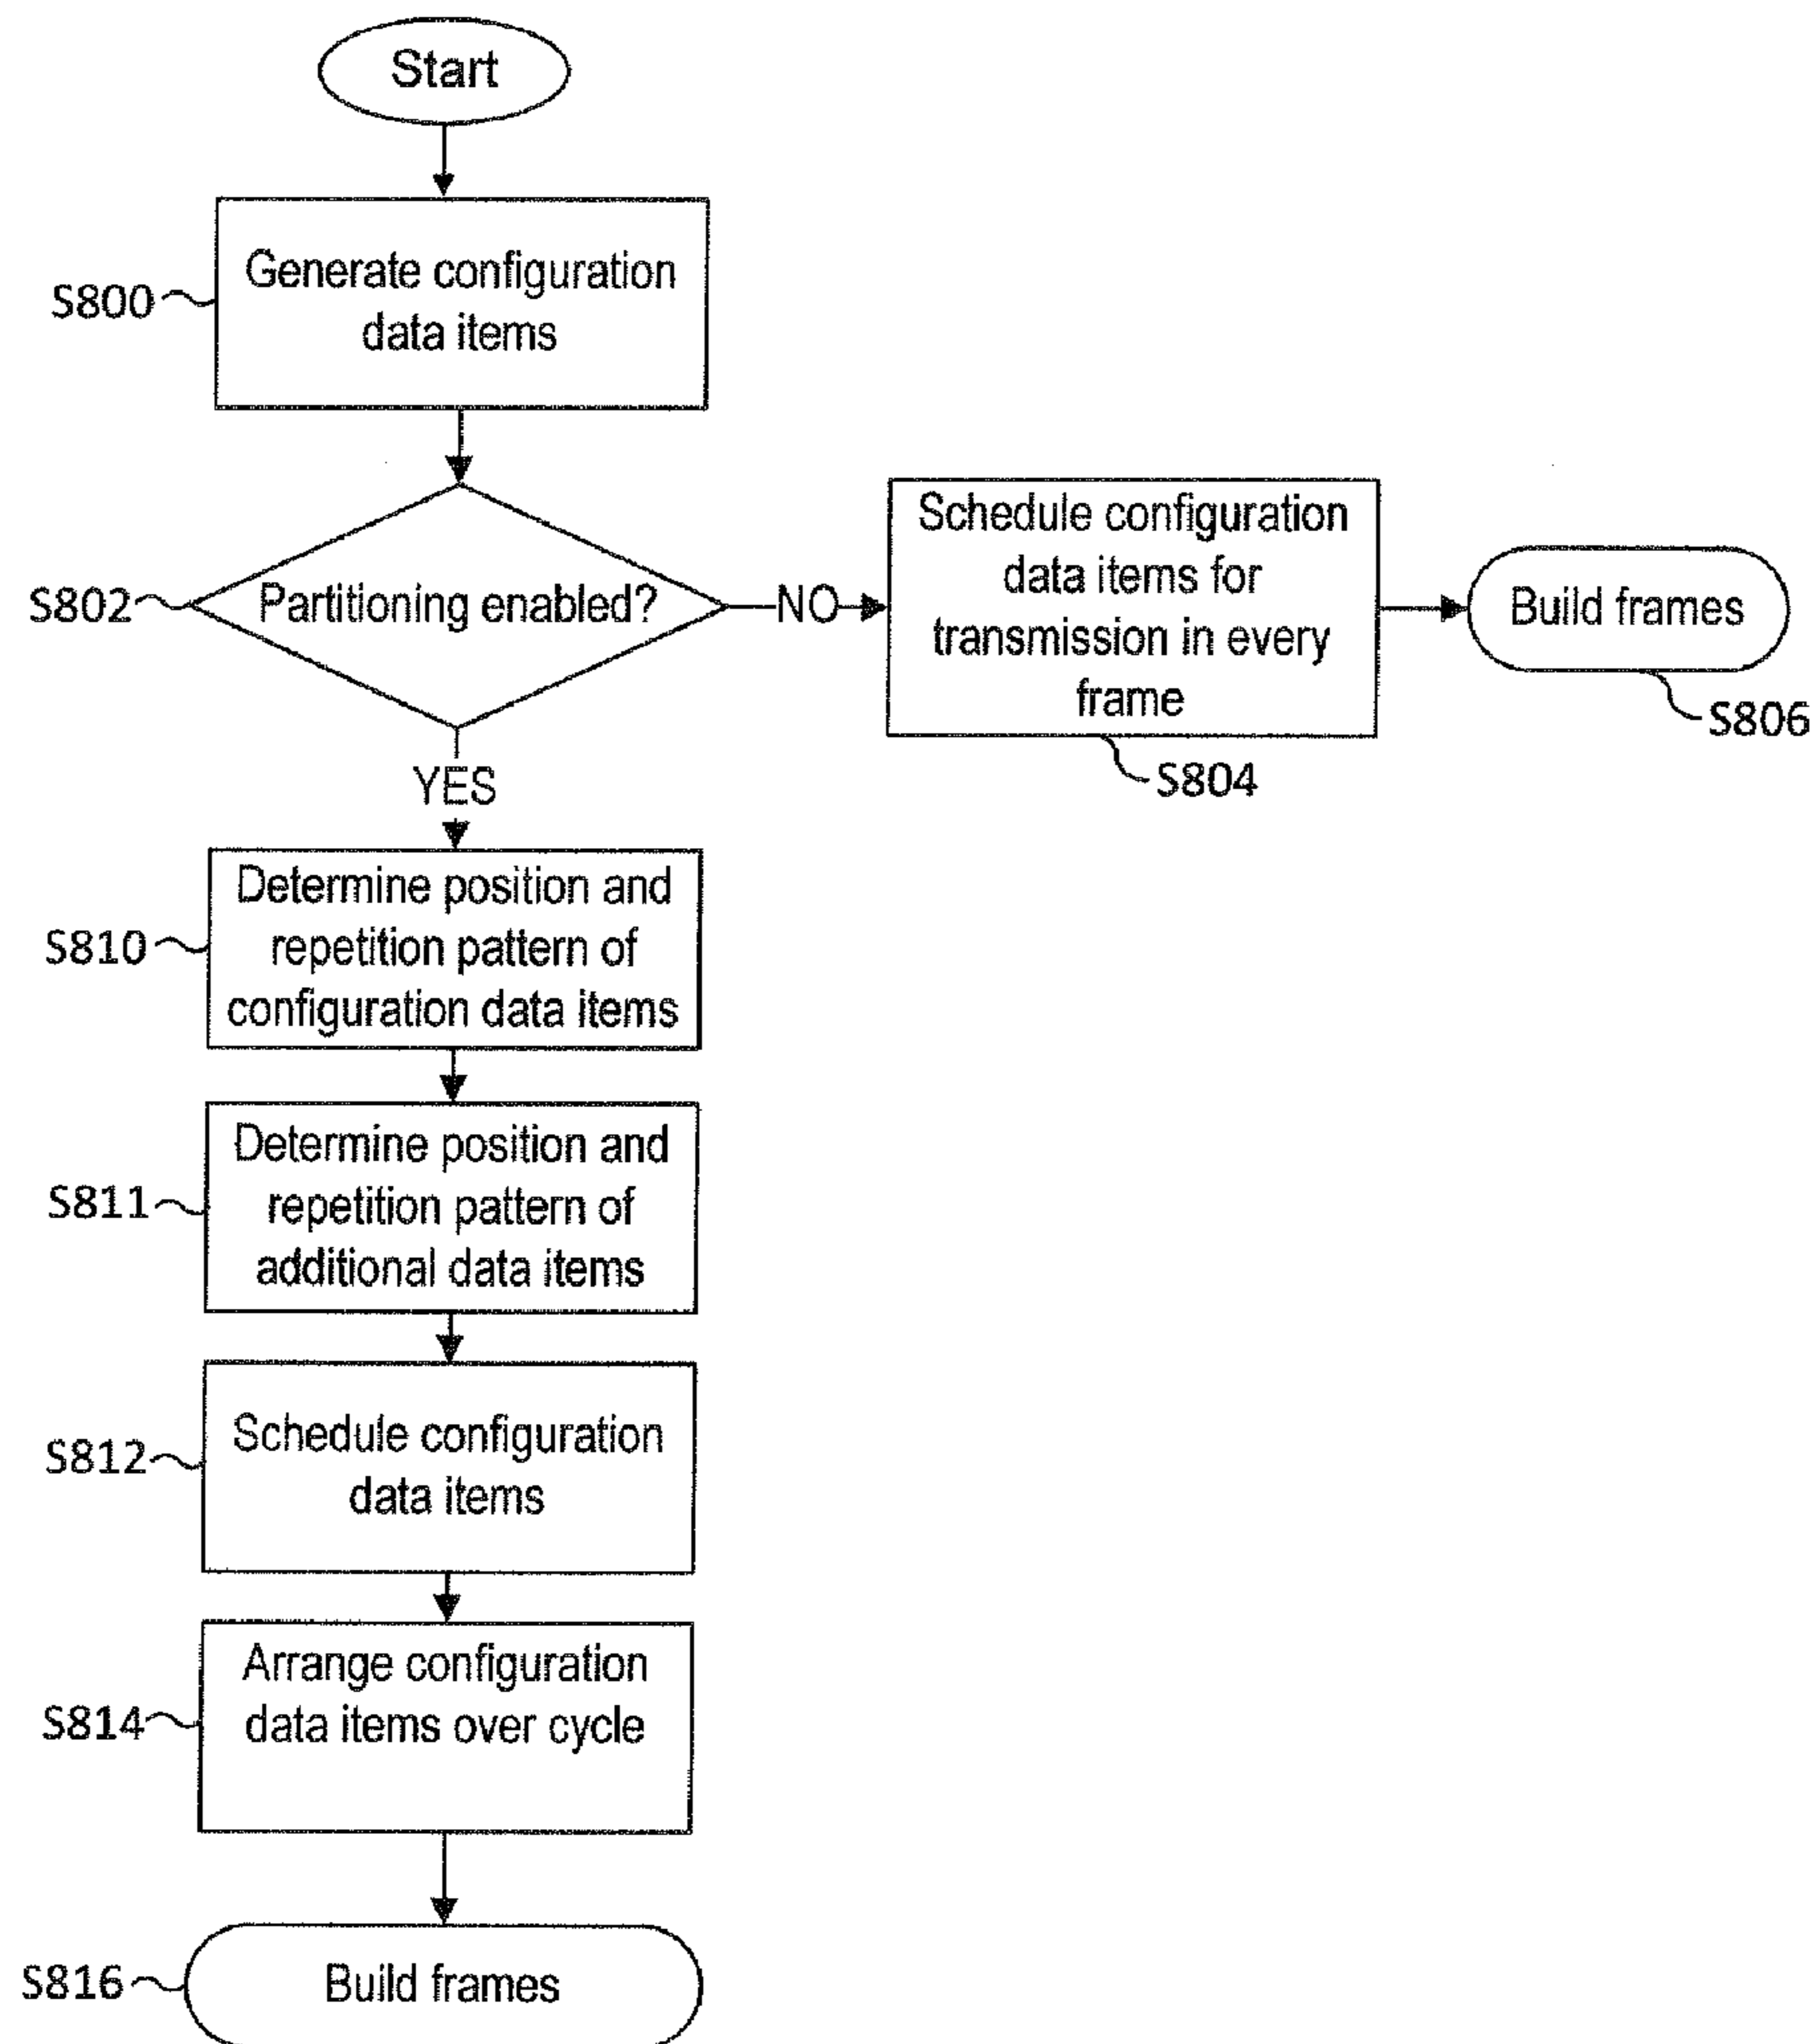 Start
S800
Generate configuration
data items
S802
Partitioning enabled?
NO
Schedule configuration
data items for
transmission in every
frame
S804
Build frames
S806
YES
S810
Determine position and
repetition pattern of
configuration data items
S811
Determine position and
repetition pattern of
additional data items
S812
Schedule configuration
data items
S814
Arrange configuration
data items over cycle
S816
Build frames